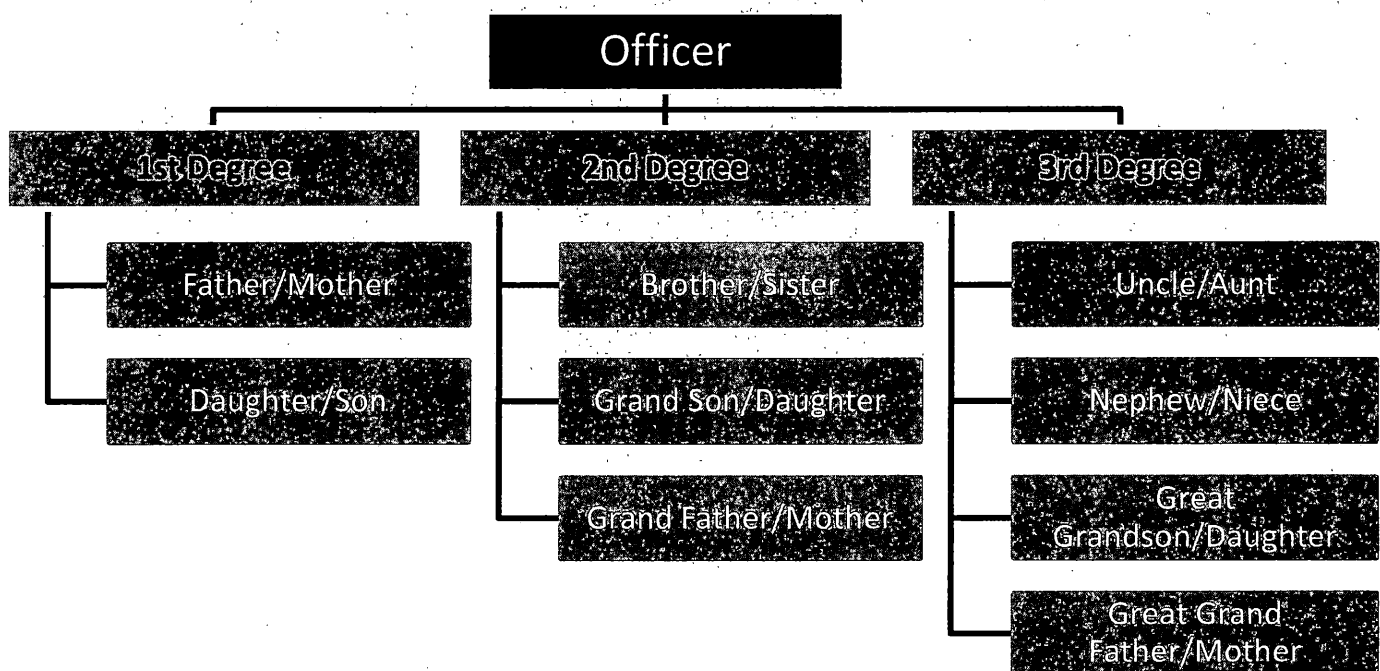 Officer
1st Degree
Father/Mother
Daughter/Son
2nd Degree
Brother/Sister
Grand Son/Daughter
Grand Father/Mother
3rd Degree
Uncle/Aunt
Nephew/Niece
Great
Grandson/Daughter
Great Grand
Father/Mother